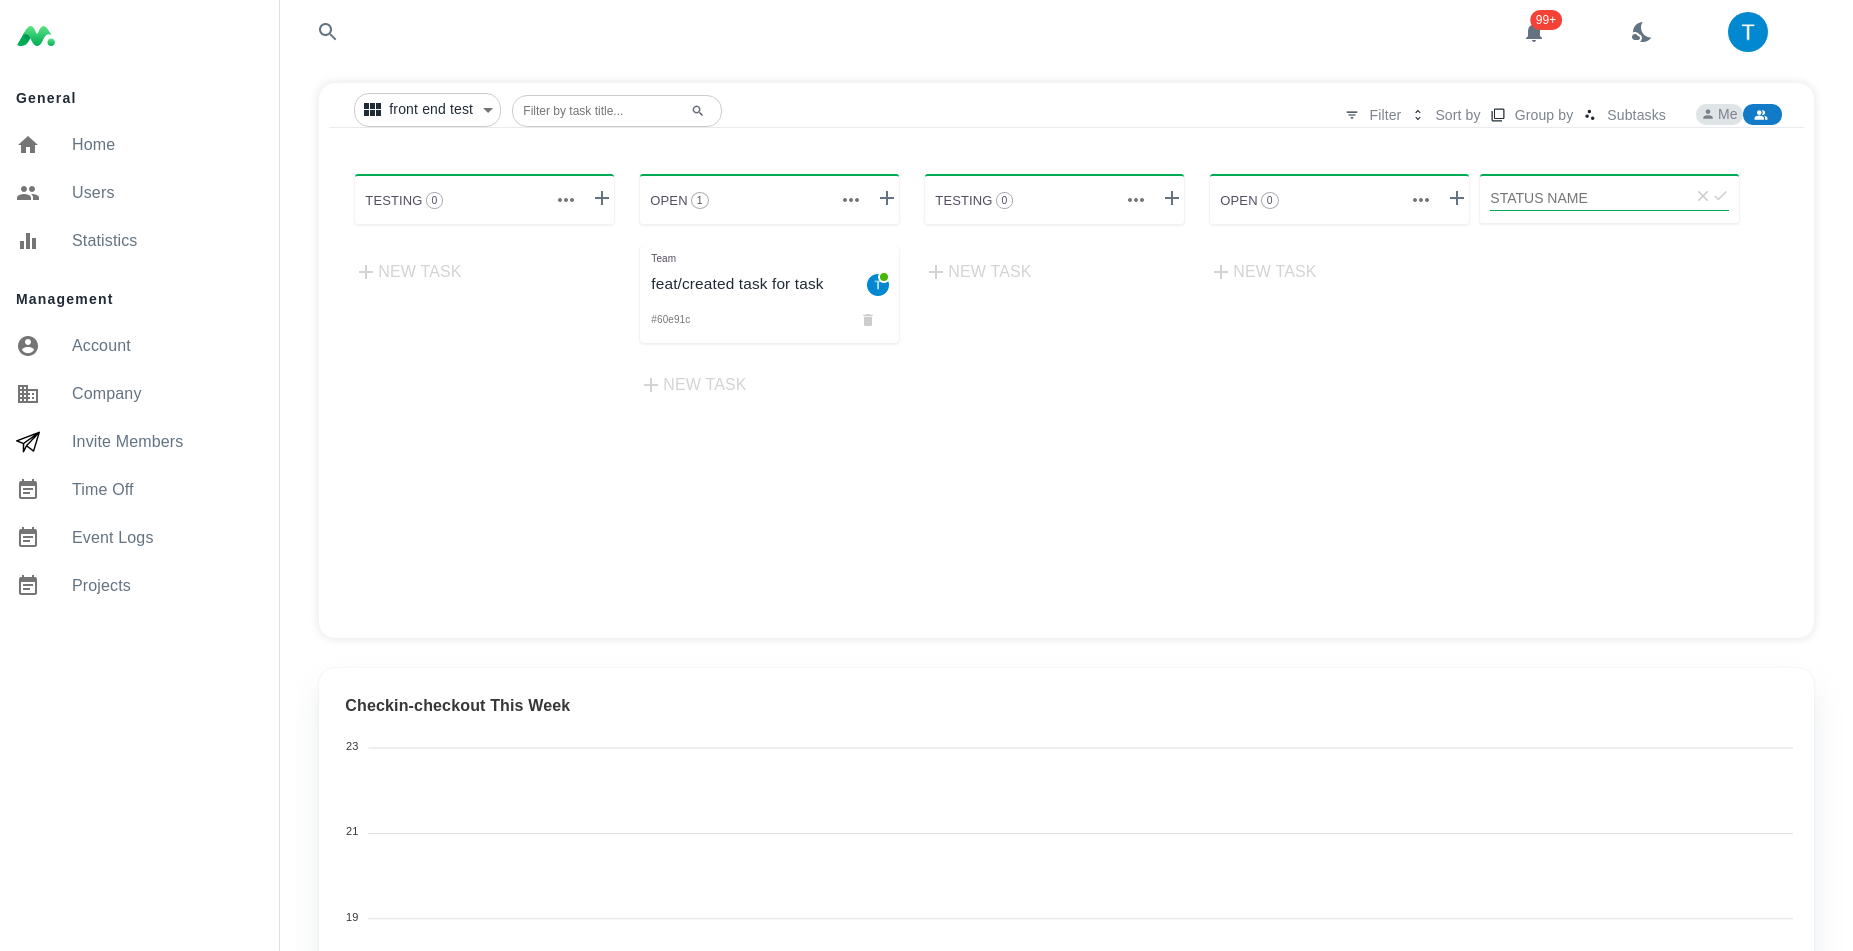 99+
T
General
Home
Users
Statistics
Management
Account
Company
Invite Members
Time Off
Event Logs
Projects
front end test
Filter by task title...
Filter
Sort by
Group by
Subtasks
Me
TESTING 0
OPEN 1
TESTING 0
OPEN 0
STATUS NAME
NEW TASK
Team
feat/created task for task
T
#60e91c
NEW TASK
NEW TASK
NEW TASK
Checkin-checkout This Week
23
21
19